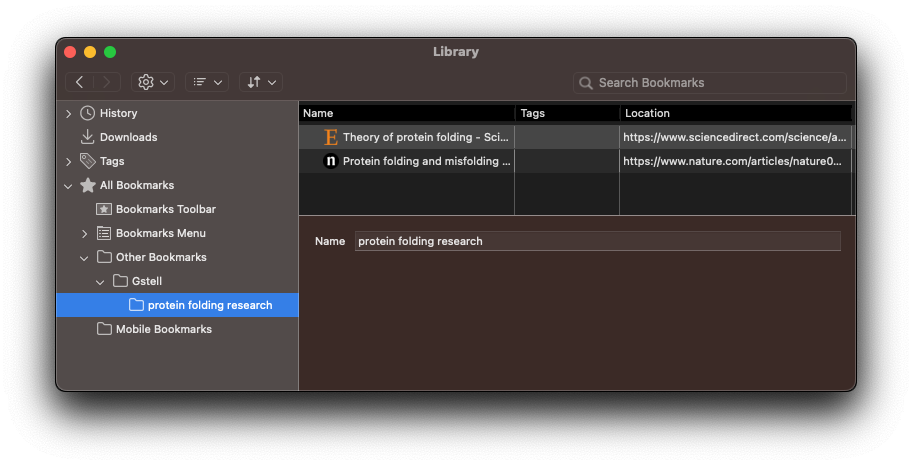 Library
Search Bookmarks
History
Downloads
Tags
All Bookmarks
Bookmarks Toolbar
Bookmarks Menu
Other Bookmarks
Gstell
protein folding research
Mobile Bookmarks
Name Tags Location
E Theory of protein folding - Sci... https://www.sciencedirect.com/science/a...
n Protein folding and misfolding ... https://www.nature.com/articles/nature0...
Name protein folding research